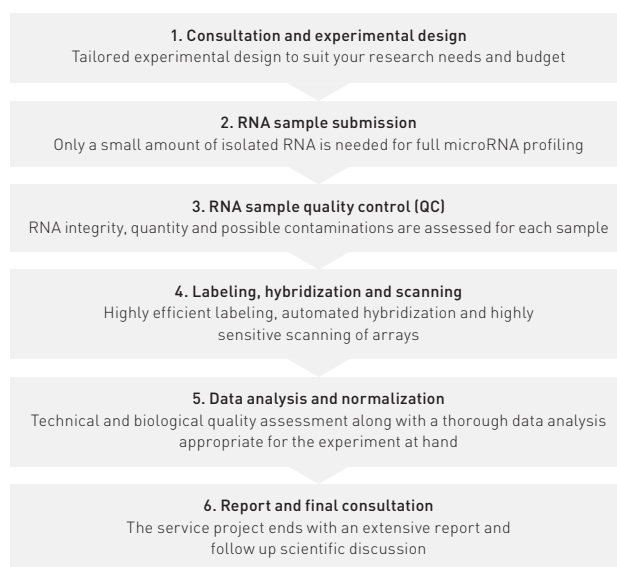 1. Consultation and experimental design
Tailored experimental design to suit your research needs and budget
2. RNA sample submission
Only a small amount of isolated RNA is needed for full microRNA profiling
3. RNA sample quality control (QC)
RNA integrity, quantity and possible contaminations are assessed for each sample
4. Labeling, hybridization and scanning
Highly efficient labeling, automated hybridization and highly
sensitive scanning of arrays
5. Data analysis and normalization
Technical and biological quality assessment along with a thorough data analysis
appropriate for the experiment at hand
6. Report and final consultation
The service project ends with an extensive report and
follow up scientific discussion